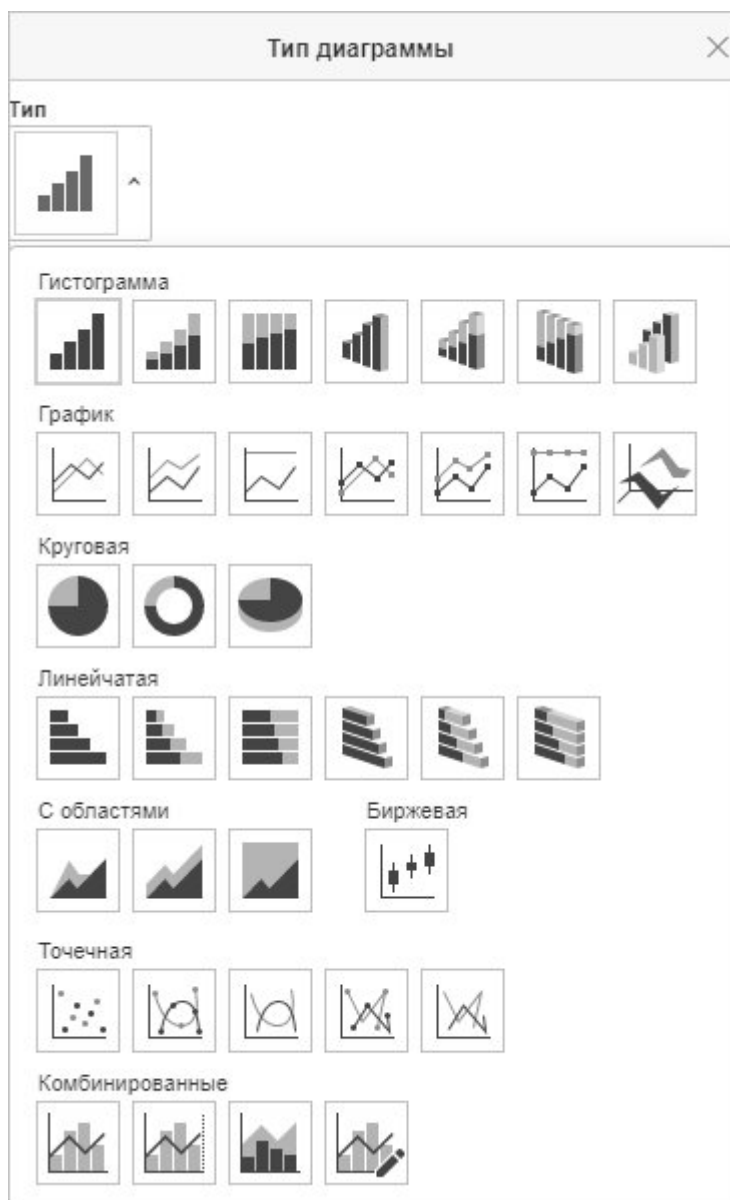 Тип диаграммы
Тип
Гистограмма
График
Круговая
Линейчатая
С областями Биржевая
Точечная
Комбинированные